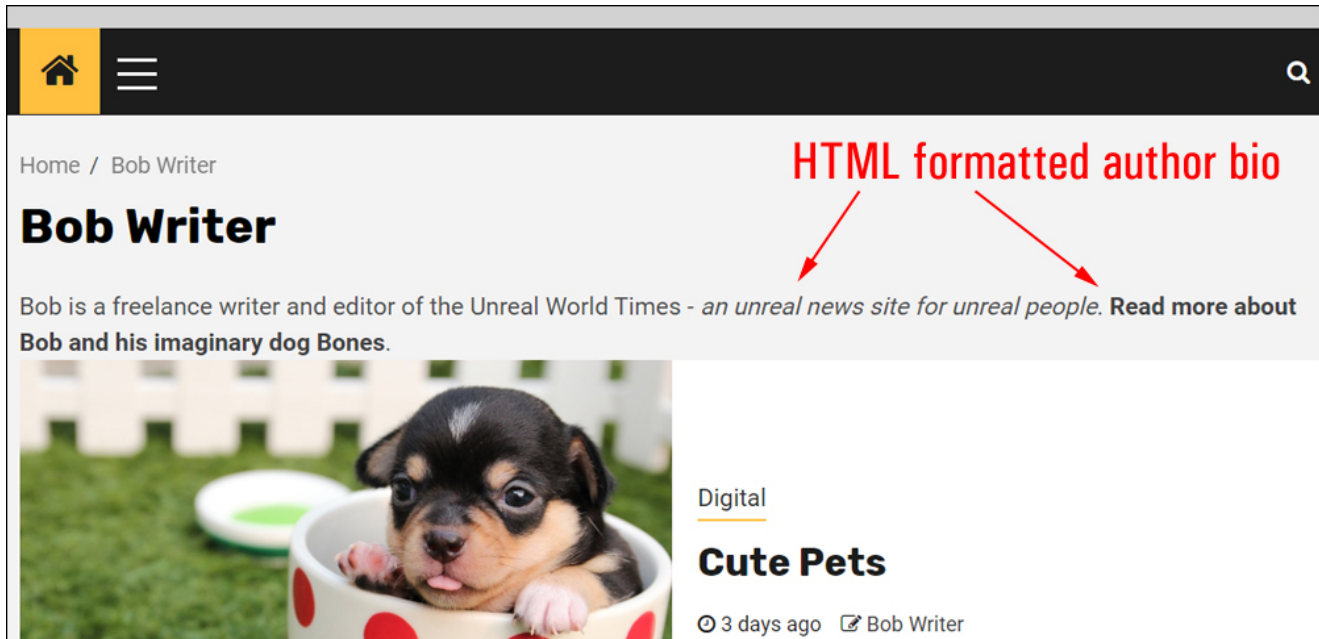 HTML formatted author bio
Home / Bob Writer
Bob Writer
Bob is a freelance writer and editor of the Unreal World Times - an unreal news site for unreal people. Read more about
Bob and his imaginary dog Bones.
Digital
Cute Pets
3 days ago Bob Writer